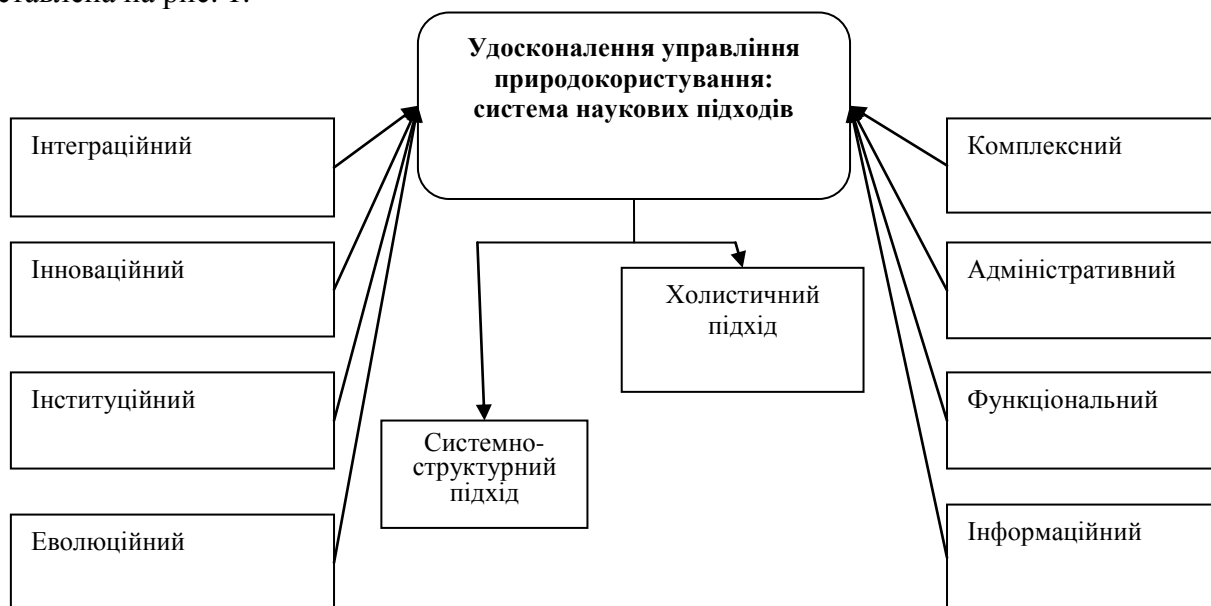 ставлена на рис. 1.
Удосконалення управління
природокористування:
система наукових підходів
Інтеграційний
Інноваційний
Інституційний
Еволюційний
Холистичний
підхід
Системно-
структурний
підхід
Комплексний
Адміністративний
Функціональний
Інформаційний